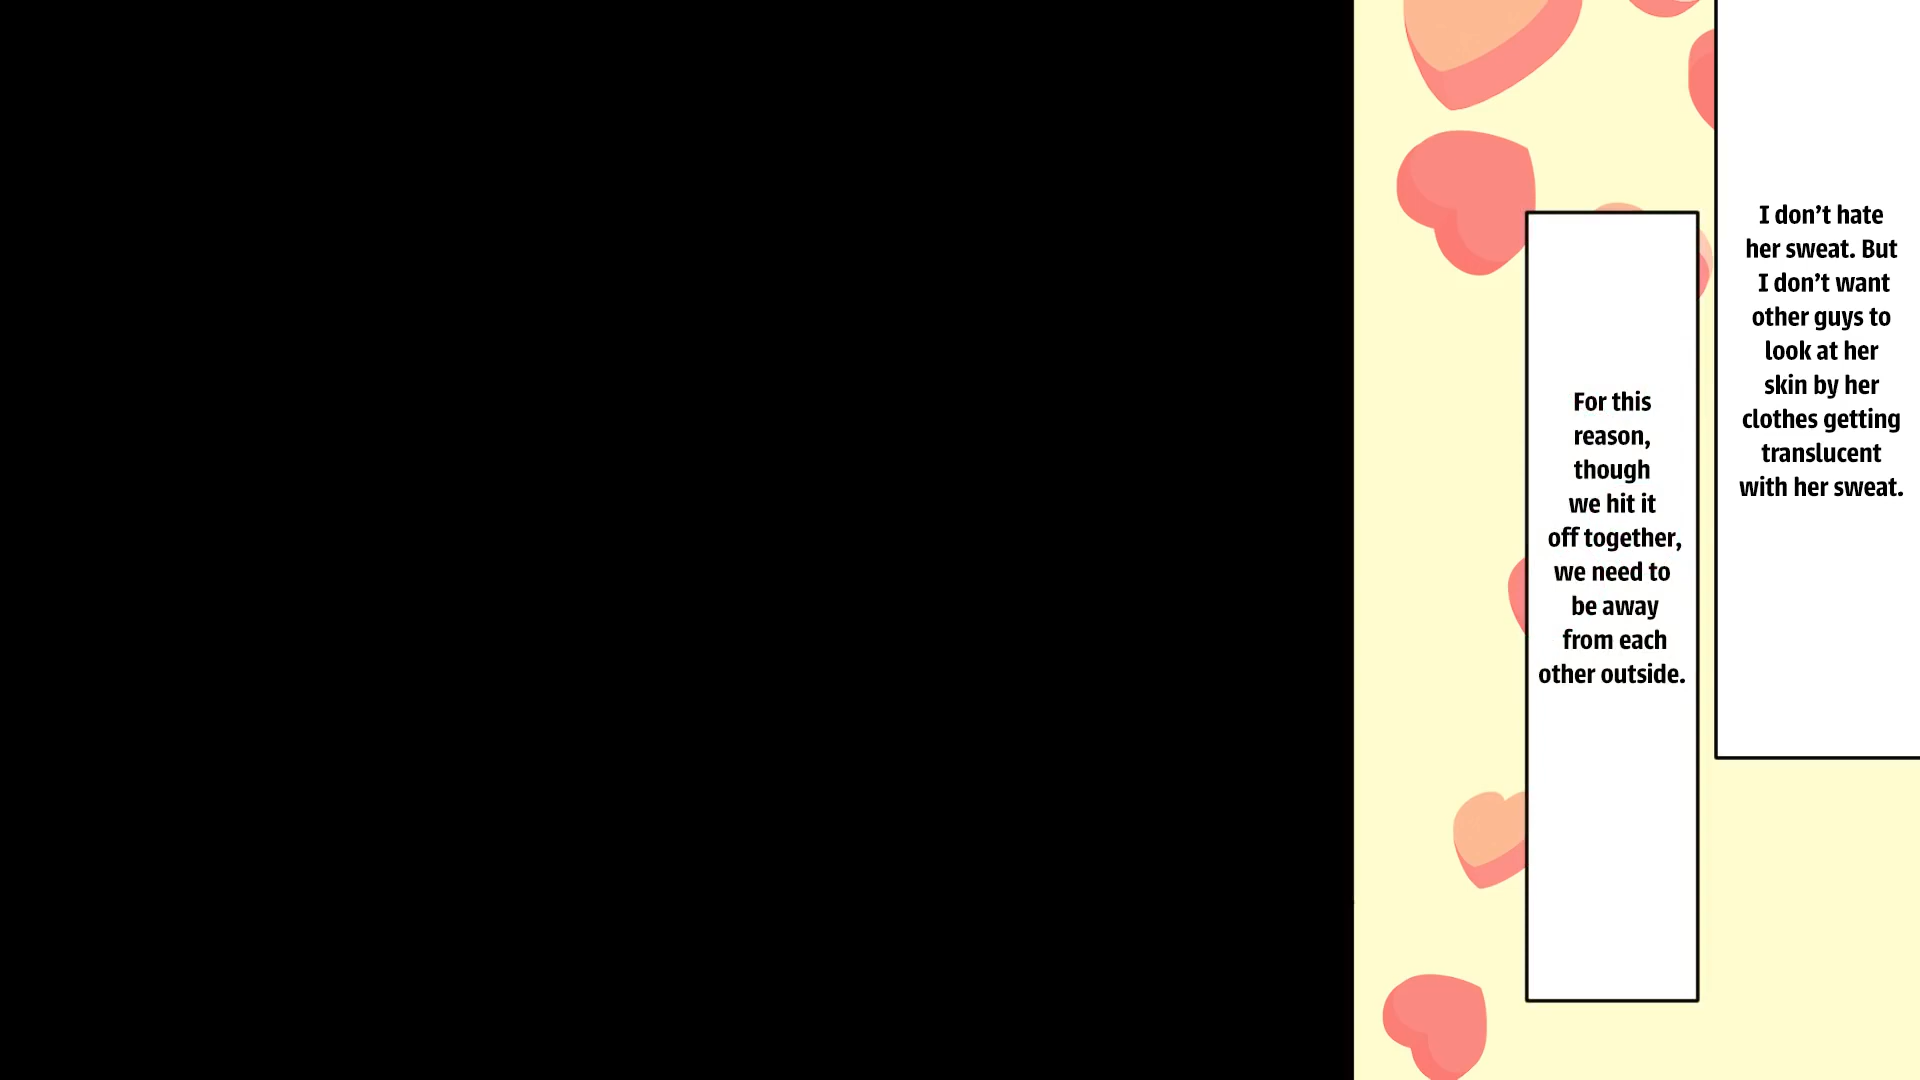 I don't hate
her sweat. But
I don't want
other guys to
look at her
skin by her
clothes getting
translucent
with her sweat.
For this
reason,
though
we hit it
off together,
we need to
be away
from each
other outside.